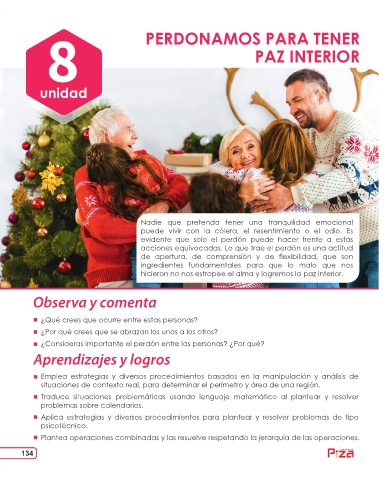 8
unidad
PERDONAMOS PARA TENER
PAZ INTERIOR
Nadie que pretenda tener una tranquilidad emocional
puede vivir con la cólera, el resentimiento o el odio. Es
evidente que solo el perdón puede hacer frente a estas
acciones equivocadas. Lo que trae el perdón es una actitud
de apertura, de comprensión y de flexibilidad, que son
ingredientes fundamentales para que lo malo que nos
hicieron no nos estropee el alma y logremos la paz interior.
Observa y comenta
¿Qué crees que ocurre entre estas personas?
¿Por qué crees que se abrazan los unos a los otros?
¿Consideras importante el perdón entre las personas? ¿Por qué?
Aprendizajes y logros
Emplea estrategias y diversos procedimientos basados en la manipulación y análisis de
situaciones de contexto real, para determinar el perímetro y área de una región.
Traduce situaciones problemáticas usando lenguaje matemático al plantear y resolver
problemas sobre calendarios.
Aplica estrategias y diversos procedimientos para plantear y resolver problemas de tipo
psicotécnico.
Plantea operaciones combinadas y las resuelve respetando la jerarquía de las operaciones.
134